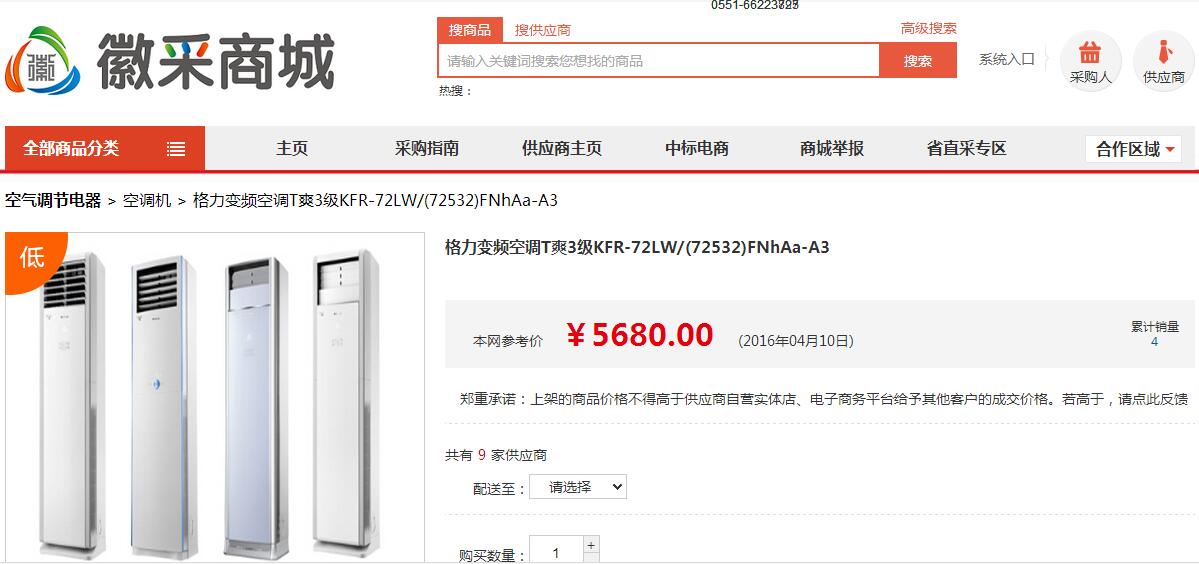 0551-66223725
徽采商城
搜商品 搜供应商 高级搜索
请输入关键词搜索您想找的商品 搜索
热搜：
系统入口 采购人 供应商
全部商品分类 主页 采购指南 供应商主页 中标电商 商城举报 省直采专区 合作区域
空气调节电器 > 空调机 > 格力变频空调T爽3级KFR-72LW/(72532)FNhAa-A3
低
格力变频空调T爽3级KFR-72LW/(72532)FNhAa-A3
本网参考价 ￥5680.00 (2016年04月10日)
累计销量
4
郑重承诺：上架的商品价格不得高于供应商自营实体店、电子商务平台给予其他客户的成交价格。若高于，请点此反馈
共有 9 家供应商
配送至： 请选择
购买数量： 1 +